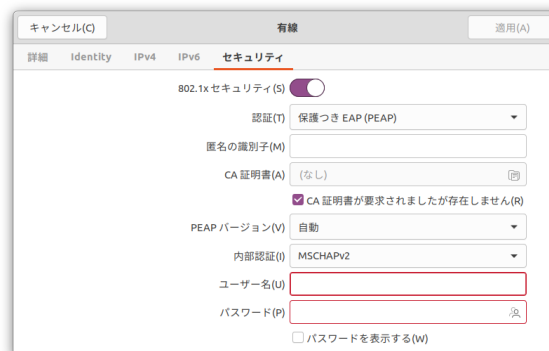 キャンセル(C) 有線 適用(A)
詳細 Identity IPv4 IPv6 セキュリティ
802.1x セキュリティ(S)
認証(T) 保護つき EAP (PEAP)
匿名の識別子(M)
CA 証明書(A) (なし)
CA 証明書が要求されましたが存在しません(R)
PEAP バージョン(V) 自動
内部認証(I) MSCHAPv2
ユーザー名(U)
パスワード(P)
パスワードを表示する(W)